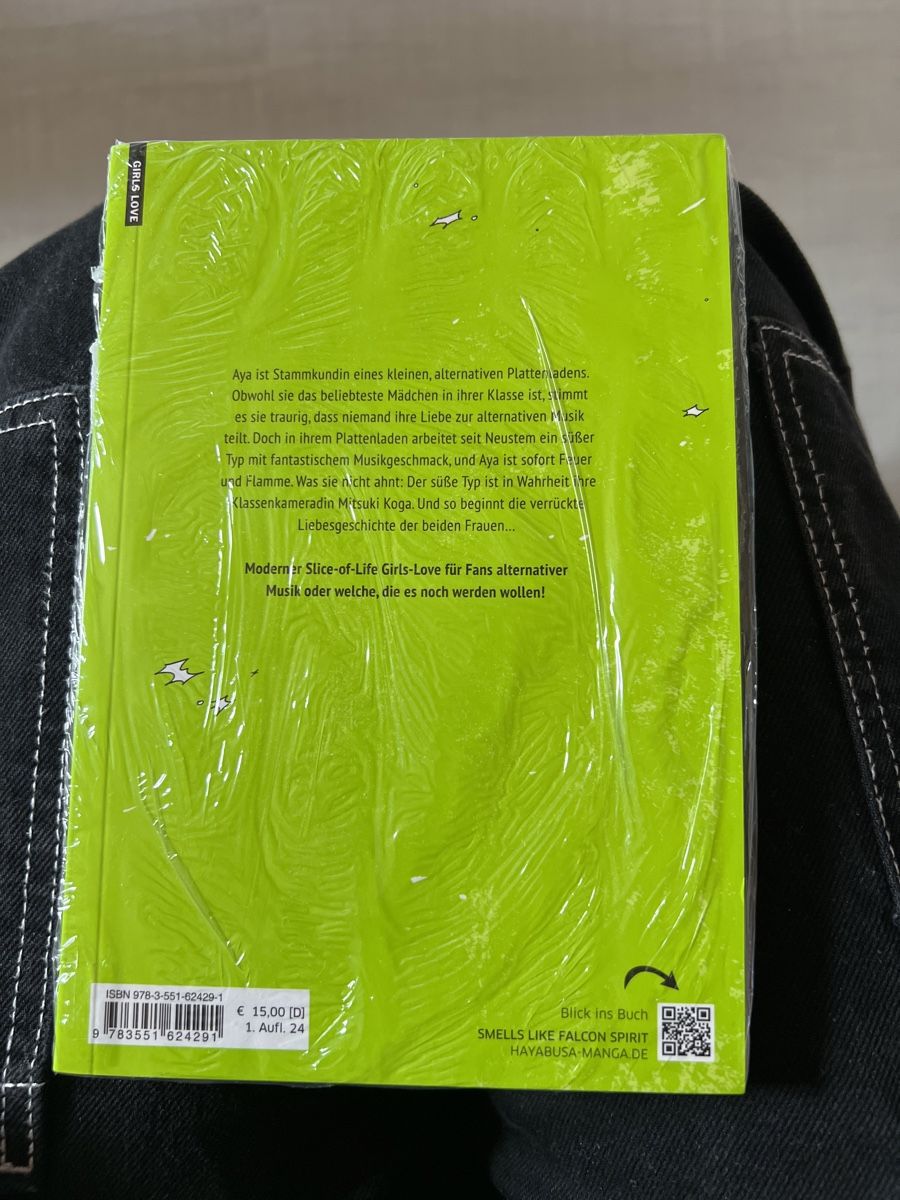 GIRLS LOVE
Aya ist Stammkundin eines kleinen, alternativen Plattenladens.
Obwohl sie das beliebteste Mädchen in ihrer Klasse ist, stimmt
es sie traurig, dass niemand ihre Liebe zur alternativen Musik
teilt. Doch in ihrem Plattenladen arbeitet seit Neustem ein süßer
Typ mit fantastischem Musikgeschmack, und Aya ist sofort Feuer
und Flamme. Was sie nicht ahnt: Der süße Typ ist in Wahrheit ihre
Klassenkameradin Mitsuki Koga. Und so beginnt die verrückte
Liebesgeschichte der beiden Frauen...
Moderner Slice-of-Life Girls-Love für Fans alternativer
Musik oder welche, die es noch werden wollen!
ISBN 978-3-551-62429-1
€ 15,00 [D]
1. Aufl. 24
9 783551 624291
Blick ins Buch
SMELLS LIKE FALCON SPIRIT
HAYABUSA-MANGA.DE